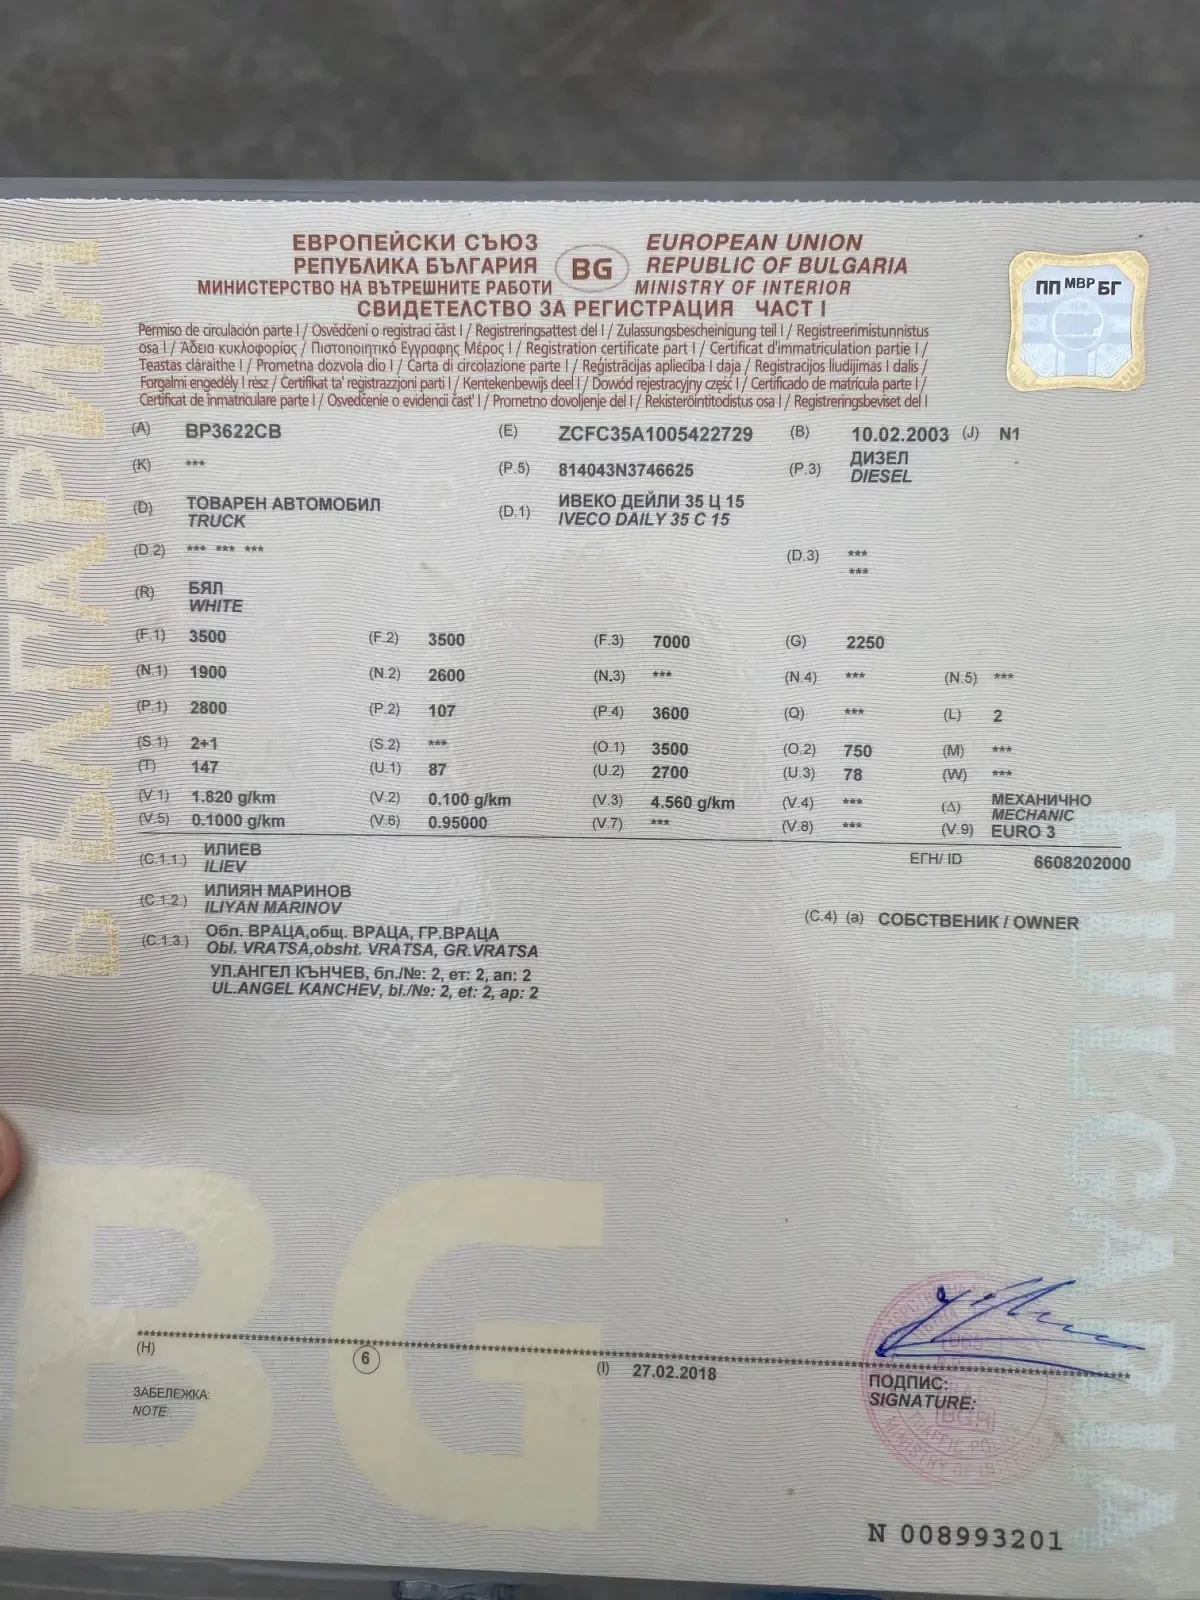 ЕВРОПЕЙСКИ СЪЮЗ EUROPEAN UNION
РЕПУБЛИКА БЪЛГАРИЯ BG REPUBLIC OF BULGARIA
МИНИСТЕРСТВО НА ВЪТРЕШНИТЕ РАБОТИ MINISTRY OF INTERIOR
СВИДЕТЕЛСТВО ЗА РЕГИСТРАЦИЯ ЧАСТ I
ПП МВР БГ
Permiso de circulación parte I / Osvědčení o registraci část I / Registreringsattest del I / Zulassungsbescheinigung teil I / Registreerimistunnistus
osa I / Άδεια κυκλοφορίας / Πιστοποιητικό Εγγραφης Μέρος I / Registration certificate part I / Certificat d'immatriculation partie I /
Teastas cláraithe I / Prometna dozvola dio I / Carta di circolazione parte I / Reģistrācijas apliecība I daja / Registracijos liudijimas I dalis /
Forgalmi engedély I rész / Ċertifikat ta' reġistrazzjoni parti I / Kentekenbewijs deel I / Dowód rejestracyjny część I / Certificado de matrícula parte I /
Certificat de înmatriculare parte I / Osvedčenie o evidencii časť I / Prometno dovoljenje del I / Rekisteröintitodistus osa I / Registreringsbeviset del I
(A) BP3622CB (E) ZCFC35A1005422729 (B) 10.02.2003 (J) N1
(K) *** (P.5) 814043N3746625 (P.3) ДИЗЕЛ
DIESEL
(D) ТОВАРЕН АВТОМОБИЛ (D.1) ИВЕКО ДЕЙЛИ 35 Ц 15
TRUCK IVECO DAILY 35 C 15
(D.2) *** *** *** (D.3) ***
***
(R) БЯЛ
WHITE
(F.1) 3500 (F.2) 3500 (F.3) 7000 (G) 2250
(N.1) 1900 (N.2) 2600 (N.3) *** (N.4) *** (N.5) ***
(P.1) 2800 (P.2) 107 (P.4) 3600 (Q) *** (L) 2
(S.1) 2+1 (S.2) *** (O.1) 3500 (O.2) 750 (M) ***
(T) 147 (U.1) 87 (U.2) 2700 (U.3) 78 (W) ***
(V.1) 1.820 g/km (V.2) 0.100 g/km (V.3) 4.560 g/km (V.4) *** (Δ) МЕХАНИЧНО
MECHANIC
(V.5) 0.1000 g/km (V.6) 0.95000 (V.7) *** (V.8) *** (V.9) EURO 3
(C.1.1.) ИЛИЕВ ЕГН/ ID 6608202000
ILIEV
(C.1.2.) ИЛИЯН МАРИНОВ
ILIYAN MARINOV (C.4) (a) СОБСТВЕНИК / OWNER
(C.1.3.) Обл. ВРАЦА,общ. ВРАЦА, ГР.ВРАЦА
Obl. VRATSA,obsht. VRATSA, GR.VRATSA
УЛ.АНГЕЛ КЪНЧЕВ, бл./№: 2, ет: 2, ап: 2
UL.ANGEL KANCHEV, bl./№: 2, et: 2, ap: 2
БЪЛГАРИЯ
BULGARIA
BG
(H) 6 (I) 27.02.2018
ПОДПИС:
SIGNATURE:
ЗАБЕЛЕЖКА:
NOTE:
TRAFFIC POLICE
MINISTRY OF INTERIOR
N 008993201